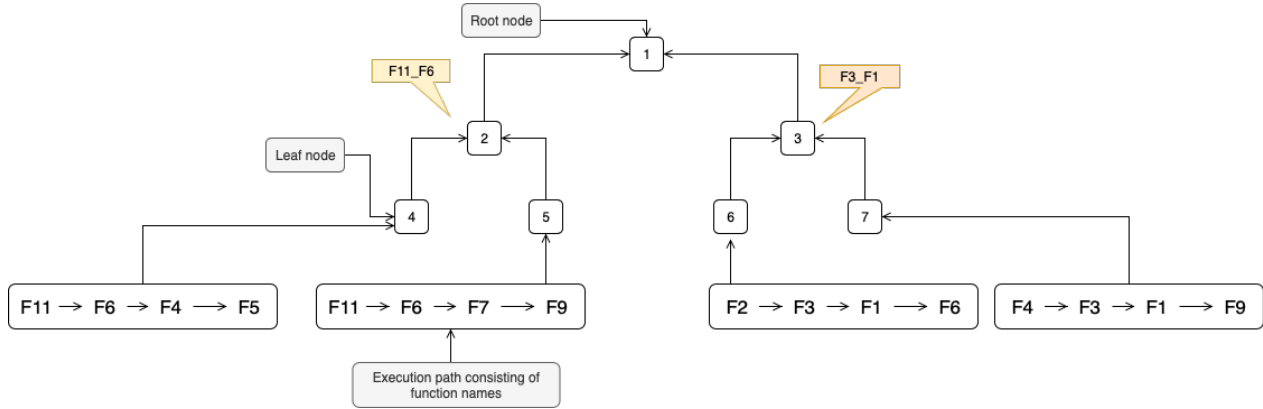 Root node
1
F11_F6
F3_F1
2
3
Leaf node
4
5
6
7
F11 → F6 → F4 → F5
F11 → F6 → F7 → F9
F2 → F3 → F1 → F6
F4 → F3 → F1 → F9
Execution path consisting of
function names